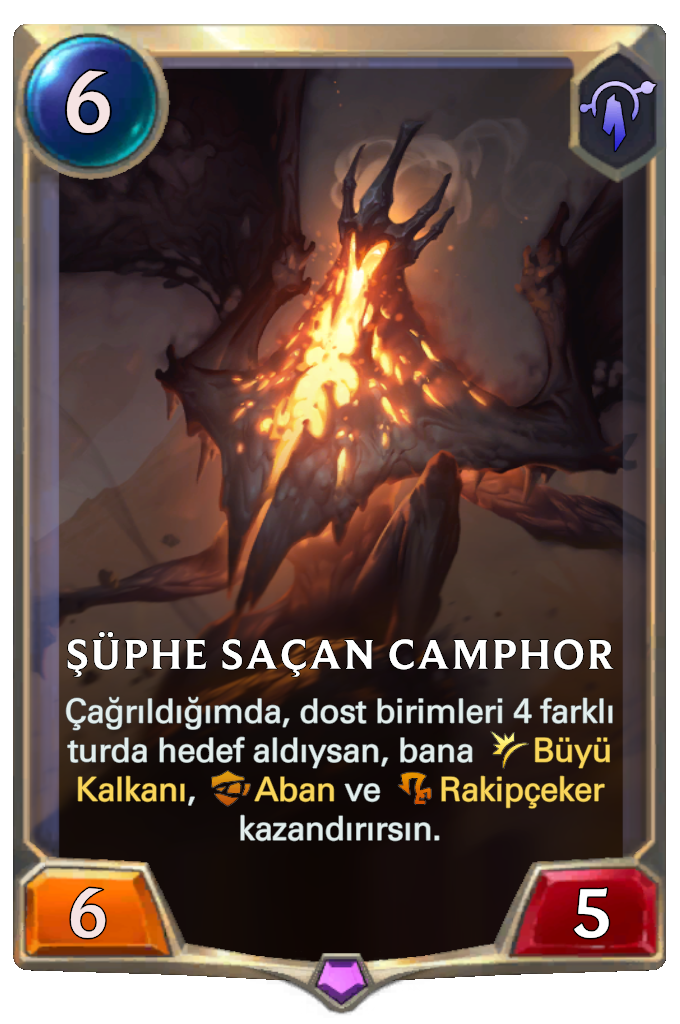 6
ŞÜPHE SAÇAN CAMPHOR
Çağrıldığımda, dost birimleri 4 farklı
turda hedef aldıysan, bana Büyü
Kalkanı, Aban ve Rakipçeker
kazandırırsın.
6
5